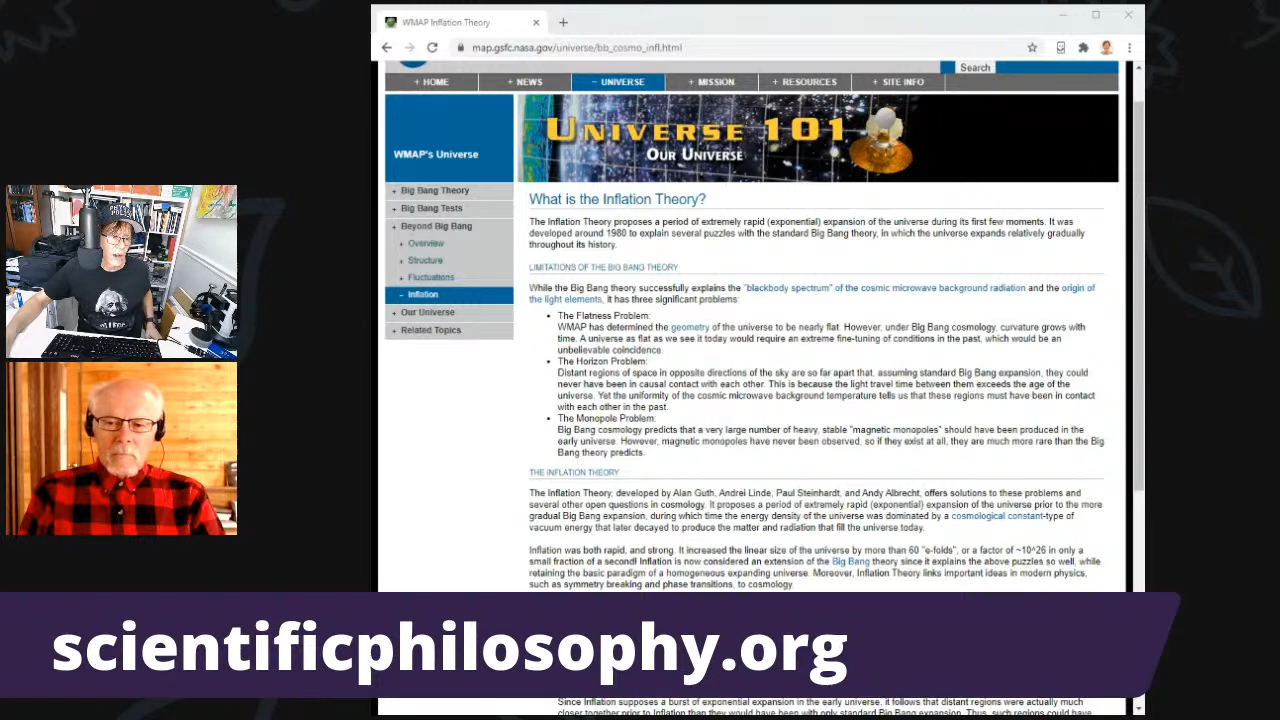 WMAP Inflation Theory
map.gsfc.nasa.gov/universe/bb_cosmo_infl.html
Search
+ HOME
+ NEWS
− UNIVERSE
+ MISSION
+ RESOURCES
+ SITE INFO
WMAP's Universe
UNIVERSE 101
OUR UNIVERSE
+ Big Bang Theory
+ Big Bang Tests
+ Beyond Big Bang
+ Overview
+ Structure
+ Fluctuations
− Inflation
+ Our Universe
+ Related Topics
What is the Inflation Theory?
The Inflation Theory proposes a period of extremely rapid (exponential) expansion of the universe during its first few moments. It was
developed around 1980 to explain several puzzles with the standard Big Bang theory, in which the universe expands relatively gradually
throughout its history.
LIMITATIONS OF THE BIG BANG THEORY
While the Big Bang theory successfully explains the "blackbody spectrum" of the cosmic microwave background radiation and the origin of
the light elements, it has three significant problems:
• The Flatness Problem:
WMAP has determined the geometry of the universe to be nearly flat. However, under Big Bang cosmology, curvature grows with
time. A universe as flat as we see it today would require an extreme fine-tuning of conditions in the past, which would be an
unbelievable coincidence.
• The Horizon Problem:
Distant regions of space in opposite directions of the sky are so far apart that, assuming standard Big Bang expansion, they could
never have been in causal contact with each other. This is because the light travel time between them exceeds the age of the
universe. Yet the uniformity of the cosmic microwave background temperature tells us that these regions must have been in contact
with each other in the past.
• The Monopole Problem:
Big Bang cosmology predicts that a very large number of heavy, stable "magnetic monopoles" should have been produced in the
early universe. However, magnetic monopoles have never been observed, so if they exist at all, they are much more rare than the Big
Bang theory predicts.
THE INFLATION THEORY
The Inflation Theory, developed by Alan Guth, Andrei Linde, Paul Steinhardt, and Andy Albrecht, offers solutions to these problems and
several other open questions in cosmology. It proposes a period of extremely rapid (exponential) expansion of the universe prior to the more
gradual Big Bang expansion, during which time the energy density of the universe was dominated by a cosmological constant-type of
vacuum energy that later decayed to produce the matter and radiation that fill the universe today.
Inflation was both rapid, and strong. It increased the linear size of the universe by more than 60 "e-folds", or a factor of ~10^26 in only a
small fraction of a second! Inflation is now considered an extension of the Big Bang theory since it explains the above puzzles so well, while
retaining the basic paradigm of a homogeneous expanding universe. Moreover, Inflation Theory links important ideas in modern physics,
such as symmetry breaking and phase transitions, to cosmology.
scientificphilosophy.org
Since Inflation supposes a burst of exponential expansion in the early universe, it follows that distant regions were actually much
closer together prior to Inflation than they would have been with only standard Big Bang expansion. Thus, such regions could have